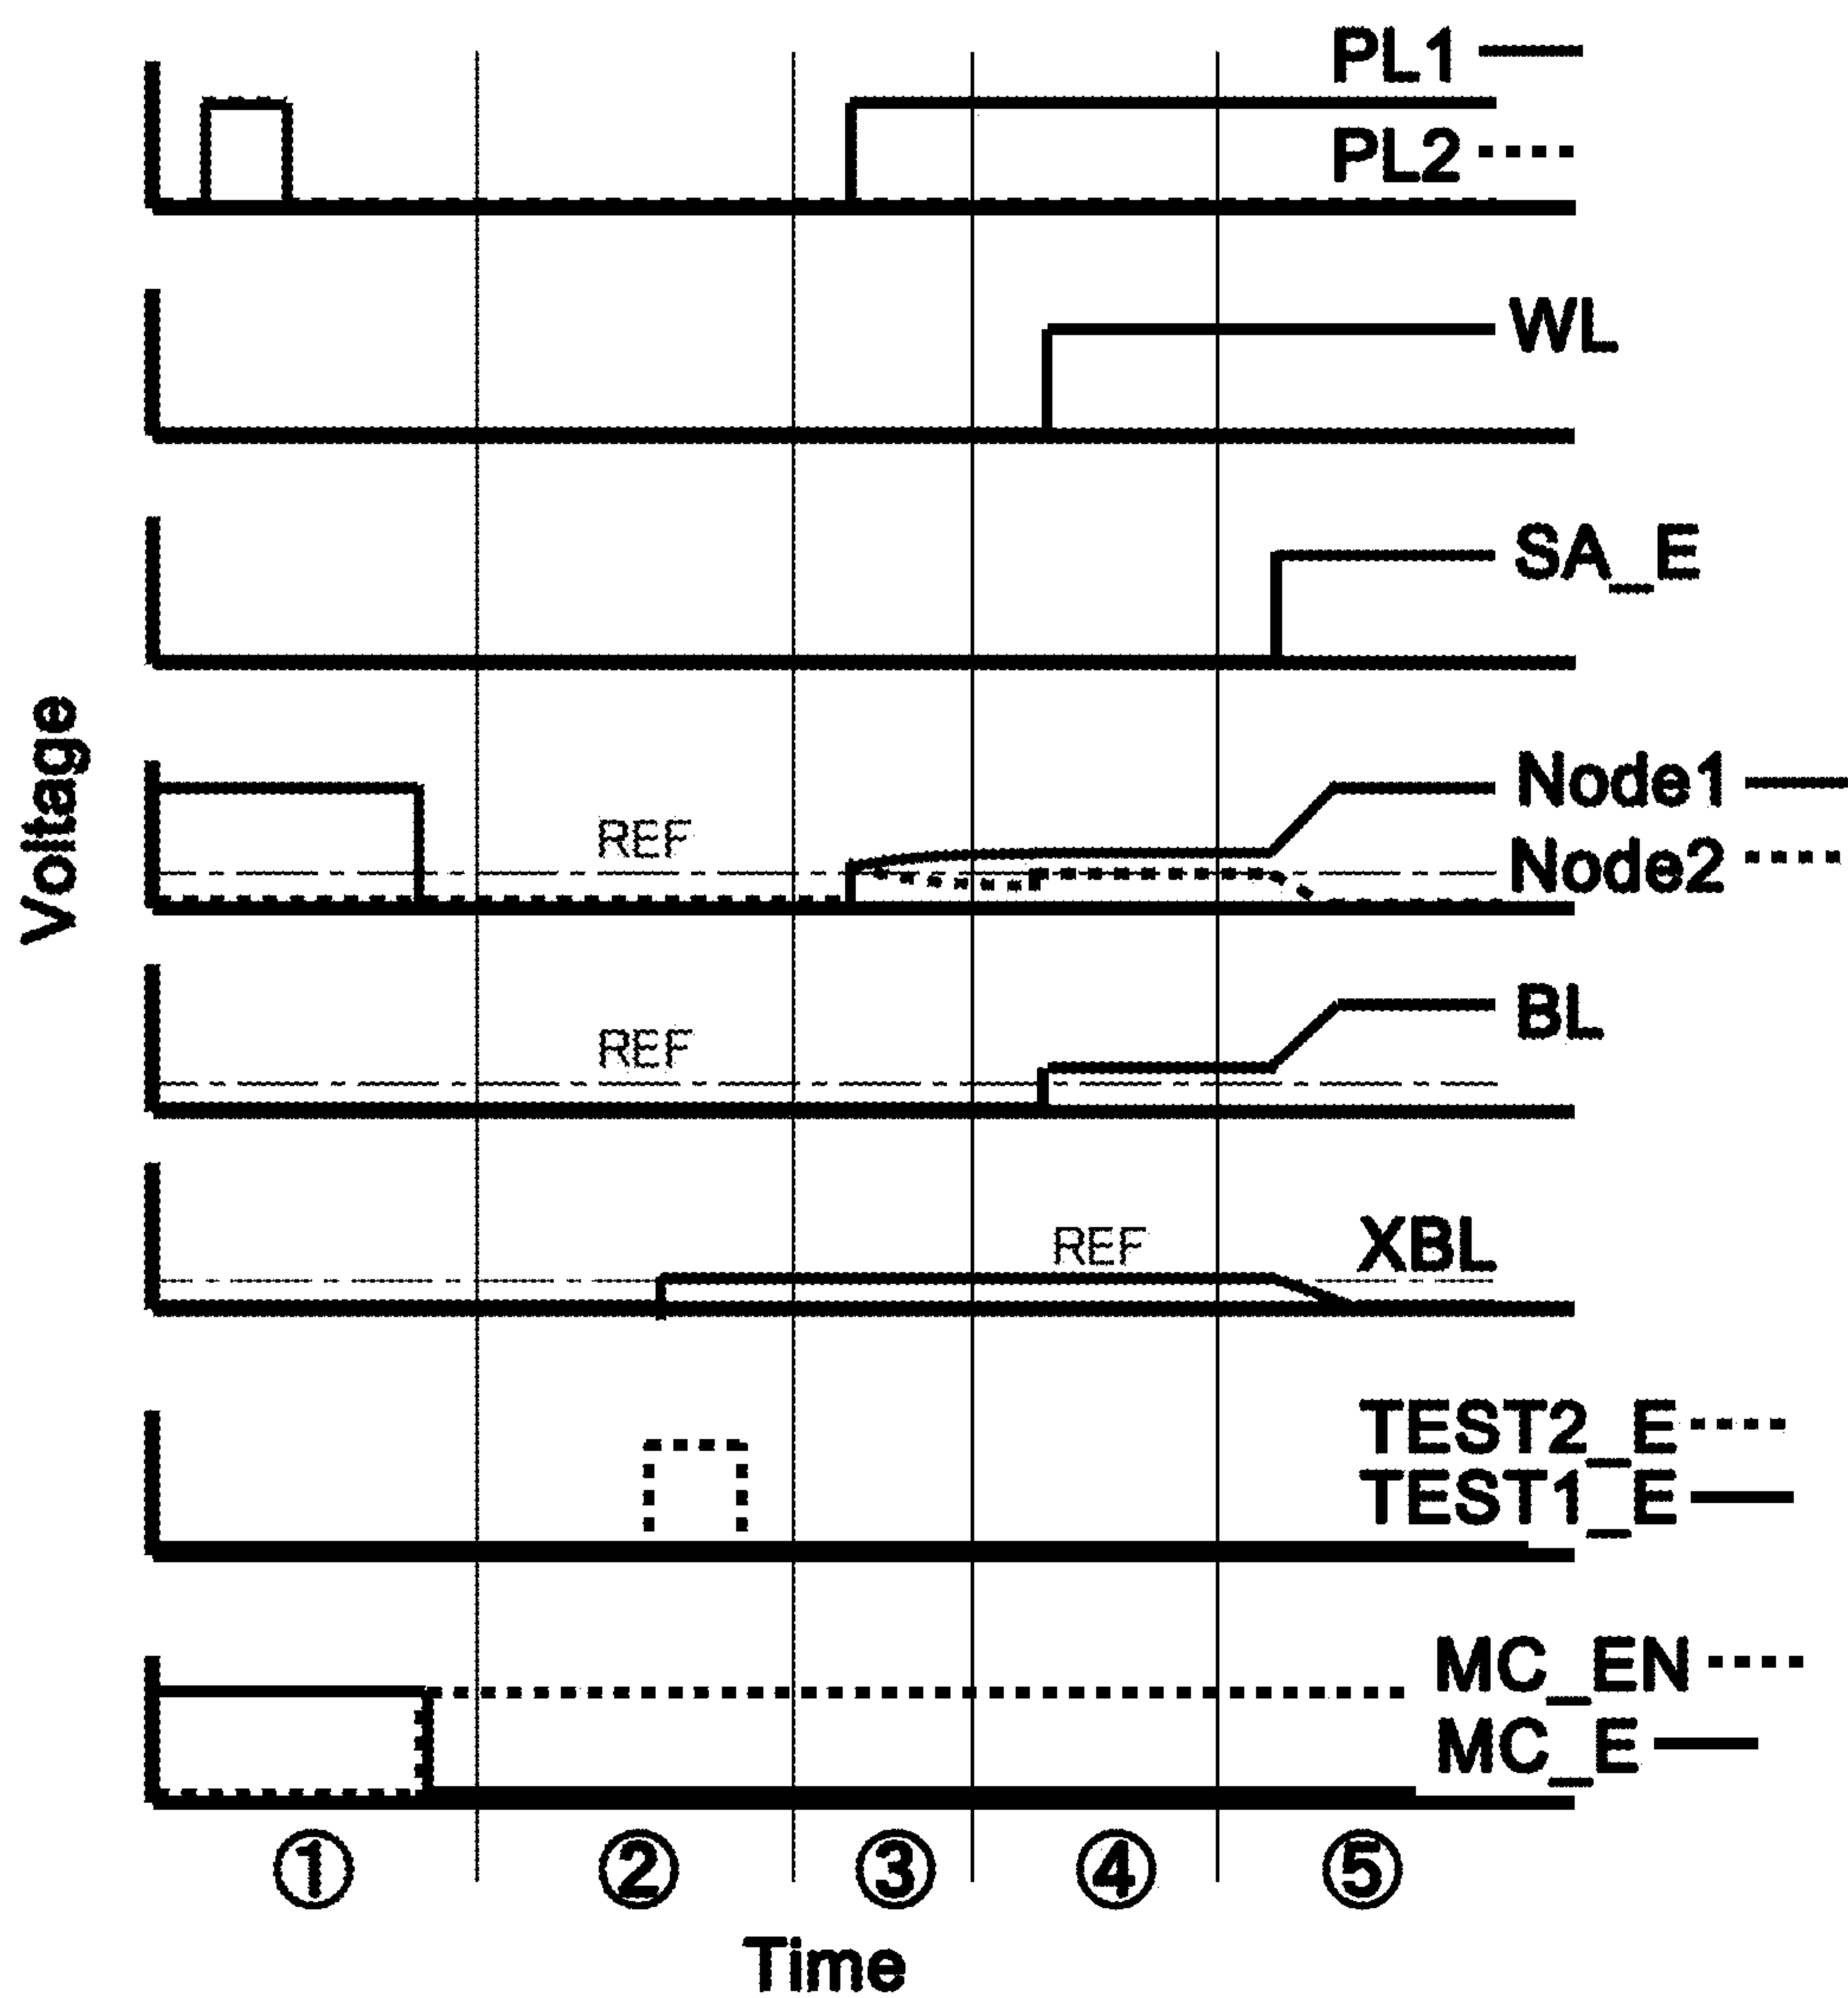 PL1
PL2
WL
SA_E
Voltage
Node1
REF
Node2
BL
REF
XBL
REF
TEST2_E
TEST1_E
MC_EN
MC_E
① ② ③ ④ ⑤
Time